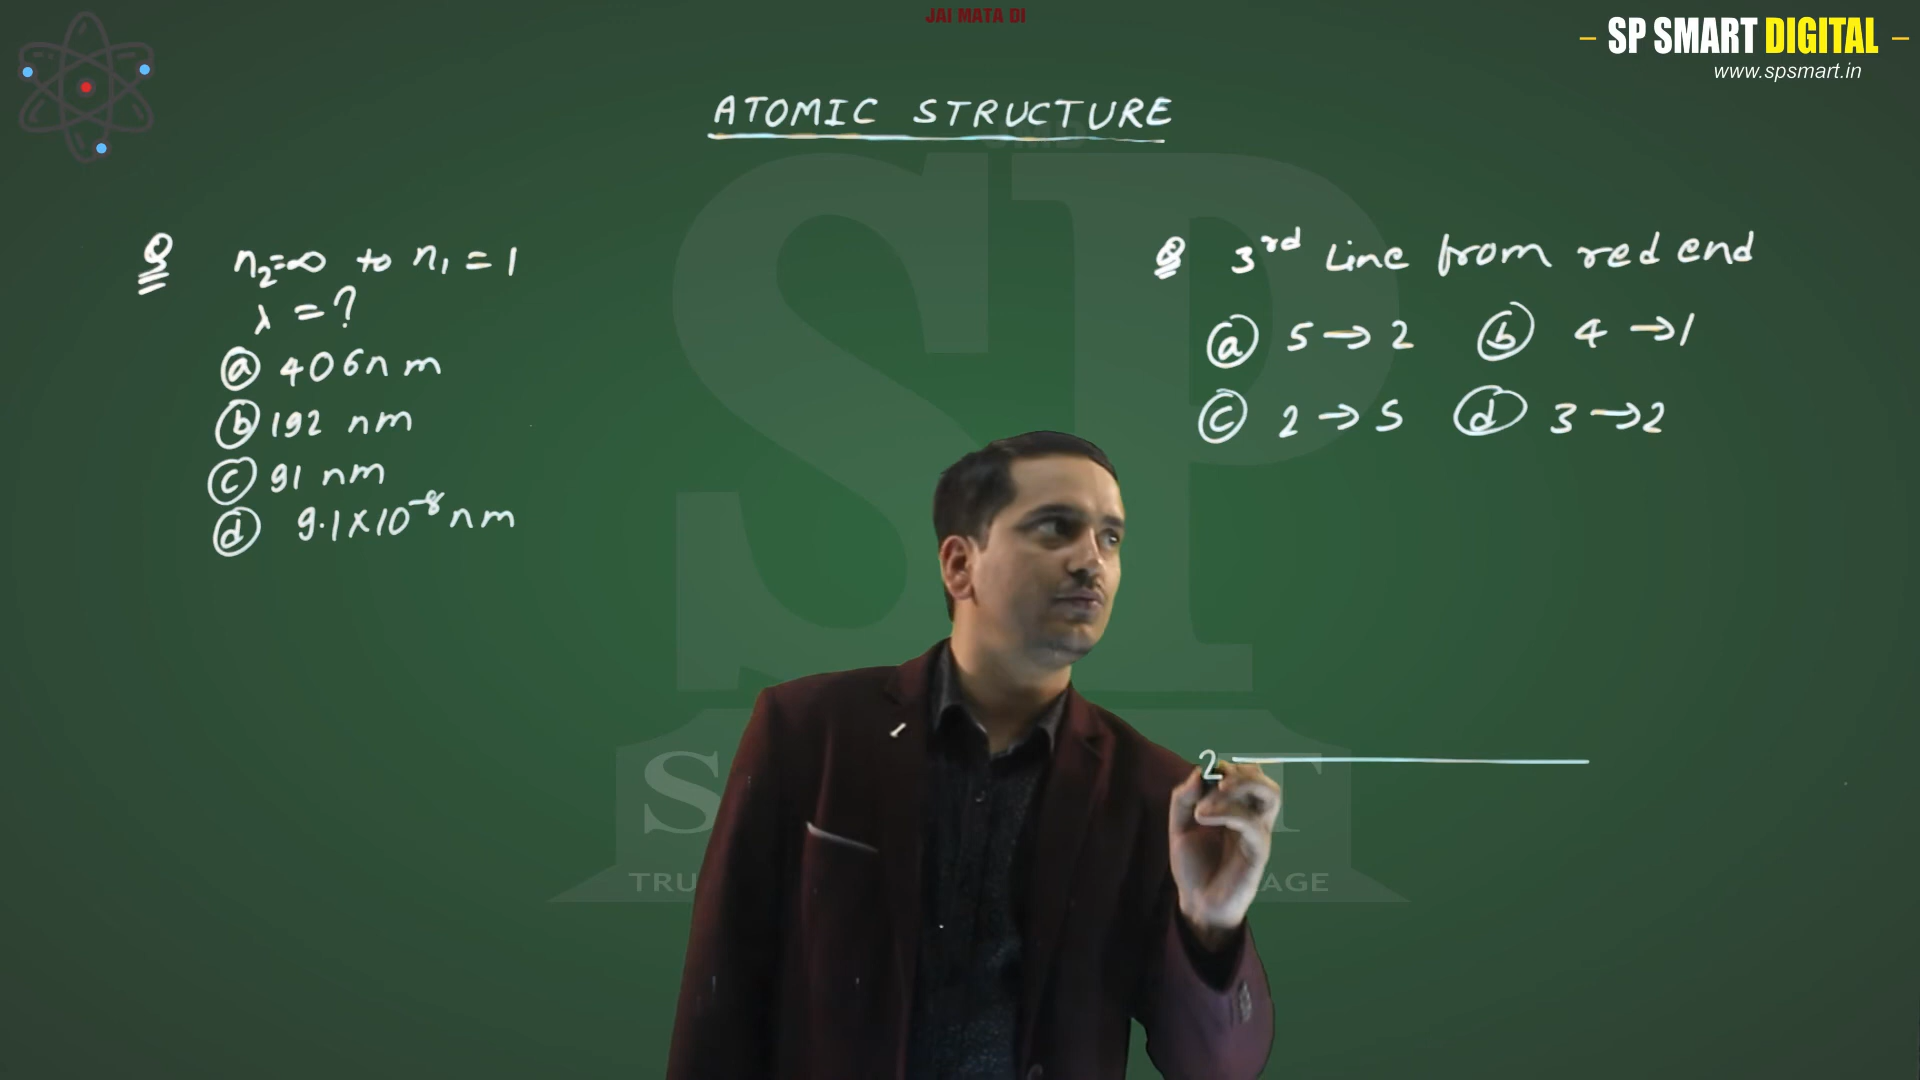 JAI MATA DI
SP SMART DIGITAL
www.spsmart.in
ATOMIC STRUCTURE
Q n₂=∞ to n₁ = 1
λ = ?
(a) 406 nm
(b) 192 nm
(c) 91 nm
(d) 9.1×10⁻⁸ nm
Q 3rd Line from red end
(a) 5→2 (b) 4→1
(c) 2→5 (d) 3→2
SP
2